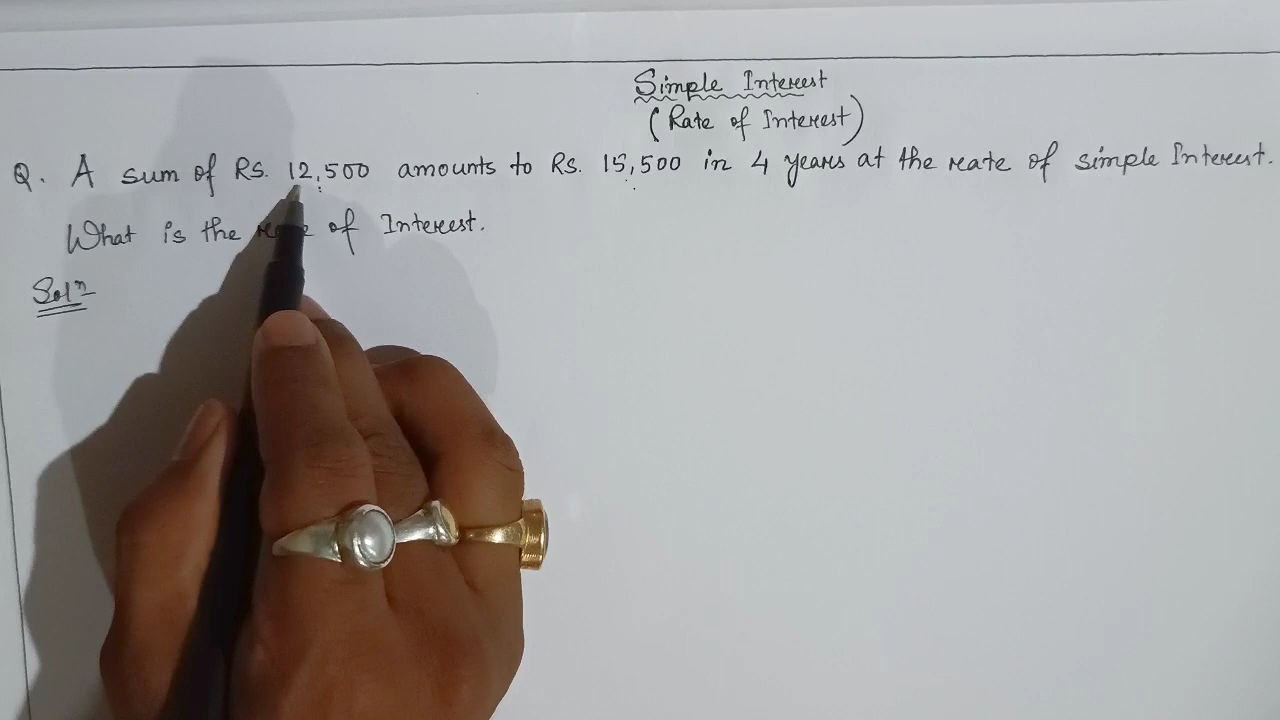 Simple Interest
(Rate of Interest)
Q. A sum of Rs. 12,500 amounts to Rs. 15,500 in 4 years at the rate of simple Interest.
What is the of Interest.
Solⁿ